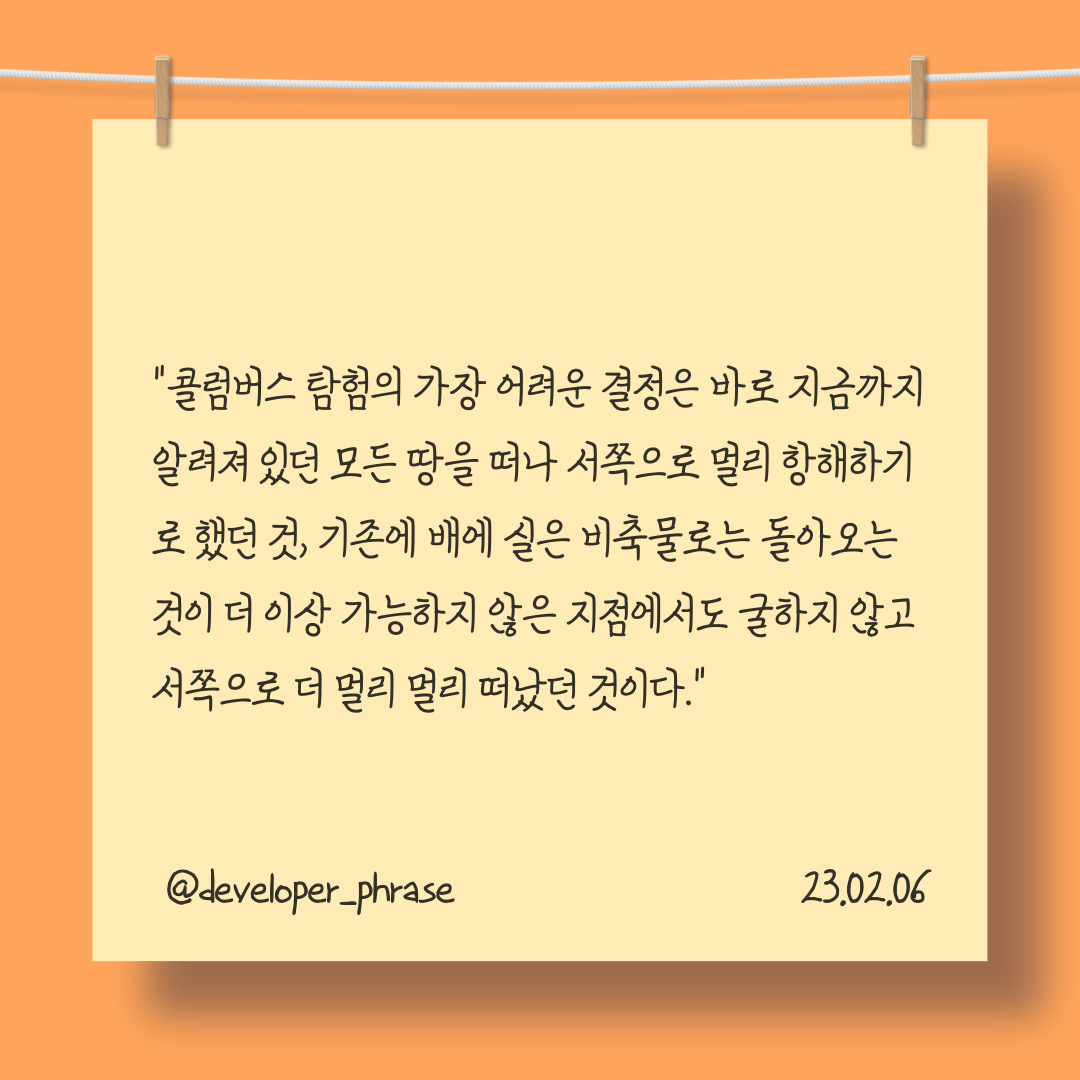 "콜럼버스 탐험의 가장 어려운 결정은 바로 지금까지
알려져 있던 모든 땅을 떠나 서쪽으로 멀리 항해하기
로 했던 것, 기존에 배에 실은 비축물로는 돌아오는
것이 더 이상 가능하지 않은 지점에서도 굴하지 않고
서쪽으로 더 멀리 멀리 떠났던 것이다."
@developer_phrase
23.02.06